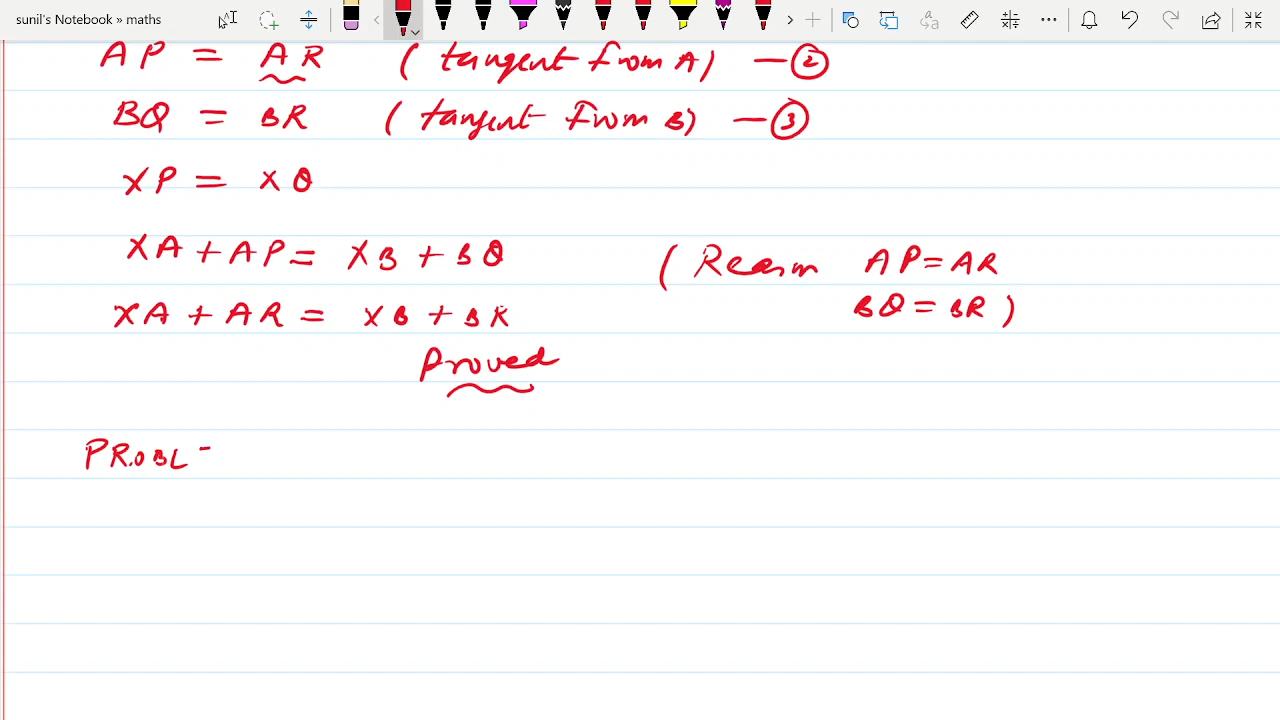 sunil's Notebook » maths
AP = AR (tangent from A) — ②
BQ = BR (tangent from B) — ③
XP = XQ
XA + AP = XB + BQ (Reason AP = AR
BQ = BR)
XA + AR = XB + BR
Proved
PROBL -